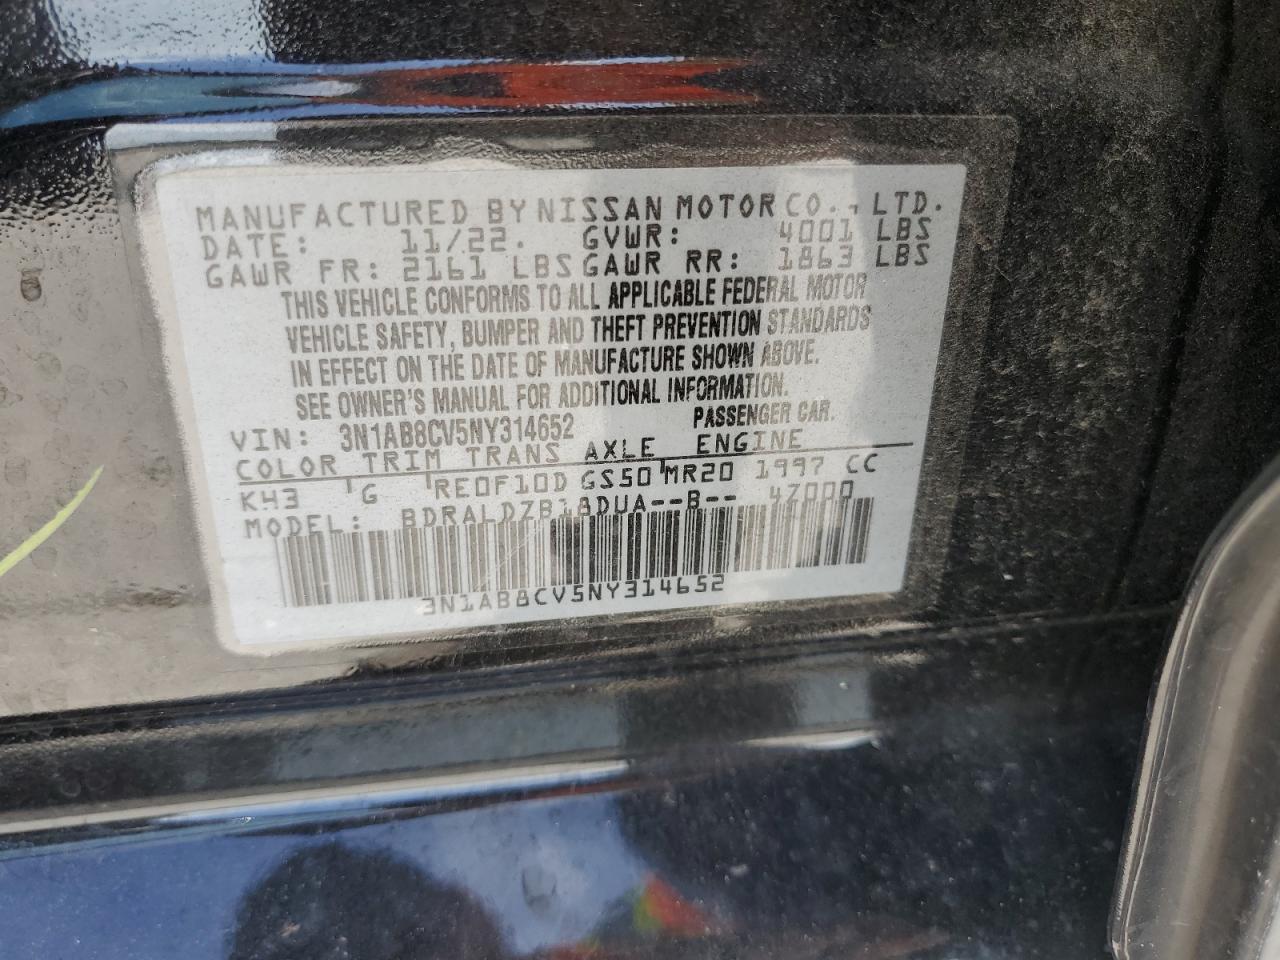 MANUFACTURED BY NISSAN MOTOR CO., LTD.
DATE: 11/22. GVWR: 4001 LBS
GAWR FR: 2161 LBS GAWR RR: 1863 LBS
THIS VEHICLE CONFORMS TO ALL APPLICABLE FEDERAL MOTOR
VEHICLE SAFETY, BUMPER AND THEFT PREVENTION STANDARDS
IN EFFECT ON THE DATE OF MANUFACTURE SHOWN ABOVE.
SEE OWNER'S MANUAL FOR ADDITIONAL INFORMATION.
VIN: 3N1AB8CV5NY314652 PASSENGER CAR.
COLOR TRIM TRANS AXLE ENGINE
K43 G RE0F10D GS50 MR20 1997 CC
MODEL: BDRALDZB18DUA--B-- 4Z000
3N1AB8CV5NY314652